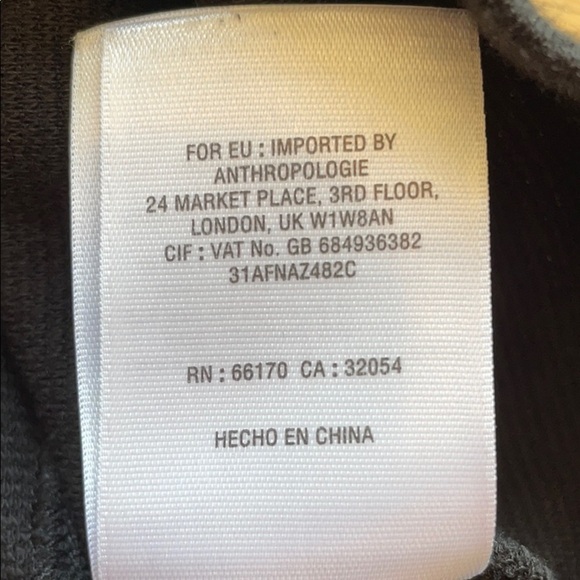 FOR EU : IMPORTED BY
ANTHROPOLOGIE
24 MARKET PLACE, 3RD FLOOR,
LONDON, UK W1W8AN
CIF : VAT No. GB 684936382
31AFNAZ482C
RN : 66170 CA : 32054
HECHO EN CHINA